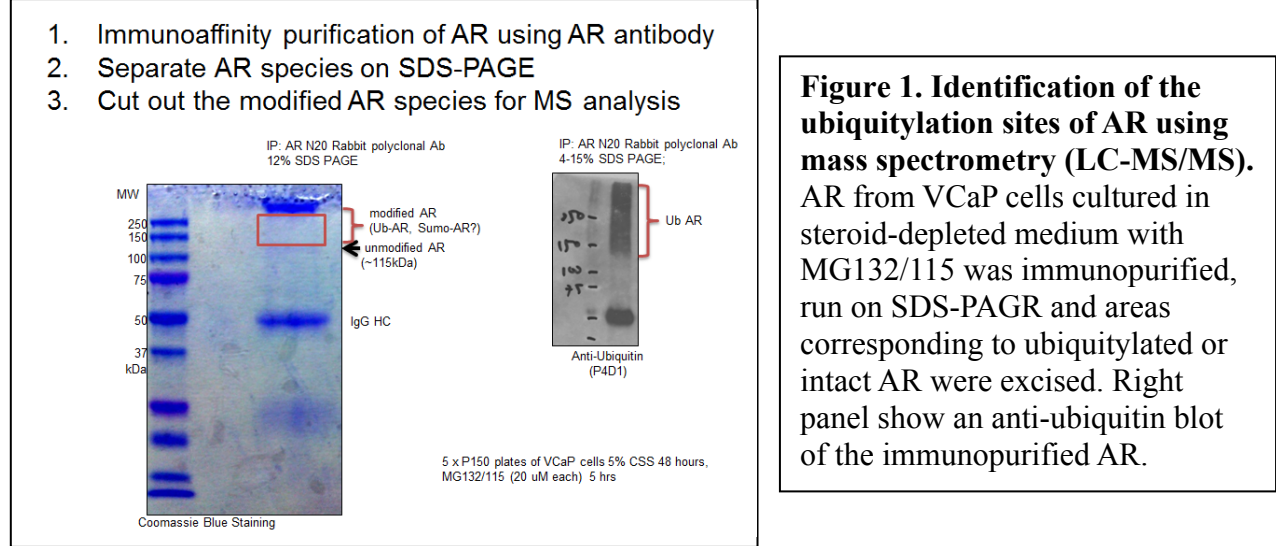 1. Immunoaffinity purification of AR using AR antibody
2. Separate AR species on SDS-PAGE
3. Cut out the modified AR species for MS analysis
IP: AR N20 Rabbit polyclonal Ab
12% SDS PAGE
MW
250
150
100
75
50
37
kDa
modified AR
(Ub-AR, Sumo-AR?)
unmodified AR
(~115kDa)
IgG HC
Coomassie Blue Staining
IP: AR N20 Rabbit polyclonal Ab
4-15% SDS PAGE;
Ub AR
Anti-Ubiquitin
(P4D1)
5 x P150 plates of VCaP cells 5% CSS 48 hours,
MG132/115 (20 uM each) 5 hrs
Figure 1. Identification of the
ubiquitylation sites of AR using
mass spectrometry (LC-MS/MS).
AR from VCaP cells cultured in
steroid-depleted medium with
MG132/115 was immunopurified,
run on SDS-PAGR and areas
corresponding to ubiquitylated or
intact AR were excised. Right
panel show an anti-ubiquitin blot
of the immunopurified AR.